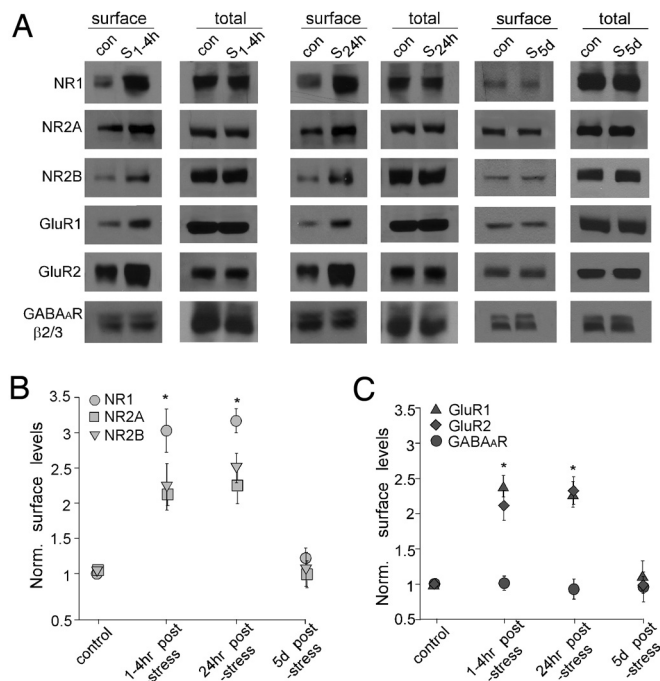 A
surface total surface total surface total
con S1-4h con S1-4h con S24h con S24h con S5d con S5d
NR1
NR2A
NR2B
GluR1
GluR2
GABAAR
β2/3
B
Norm. surface levels
3.5
3
2.5
2
1.5
1
0.5
NR1
NR2A
NR2B
* *
control
1-4hr post
-stress
24hr post
-stress
5d post
-stress
C
Norm. surface levels
3.5
3
2.5
2
1.5
1
0.5
GluR1
GluR2
GABAAR
* *
control
1-4hr post
-stress
24hr post
-stress
5d post
-stress